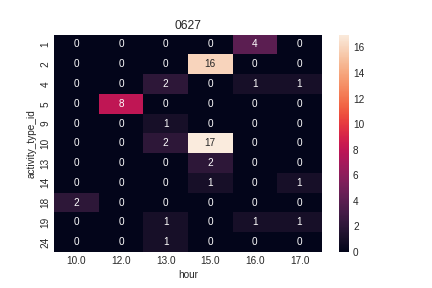 0627
activity_type_id
1 0 0 0 0 4 0
2 0 0 0 16 0 0
4 0 0 2 0 1 1
5 0 8 0 0 0 0
9 0 0 1 0 0 0
10 0 0 2 17 0 0
13 0 0 0 2 0 0
14 0 0 0 1 0 1
18 2 0 0 0 0 0
19 0 0 1 0 1 1
24 0 0 1 0 0 0
10.0 12.0 13.0 15.0 16.0 17.0
hour
16
14
12
10
8
6
4
2
0